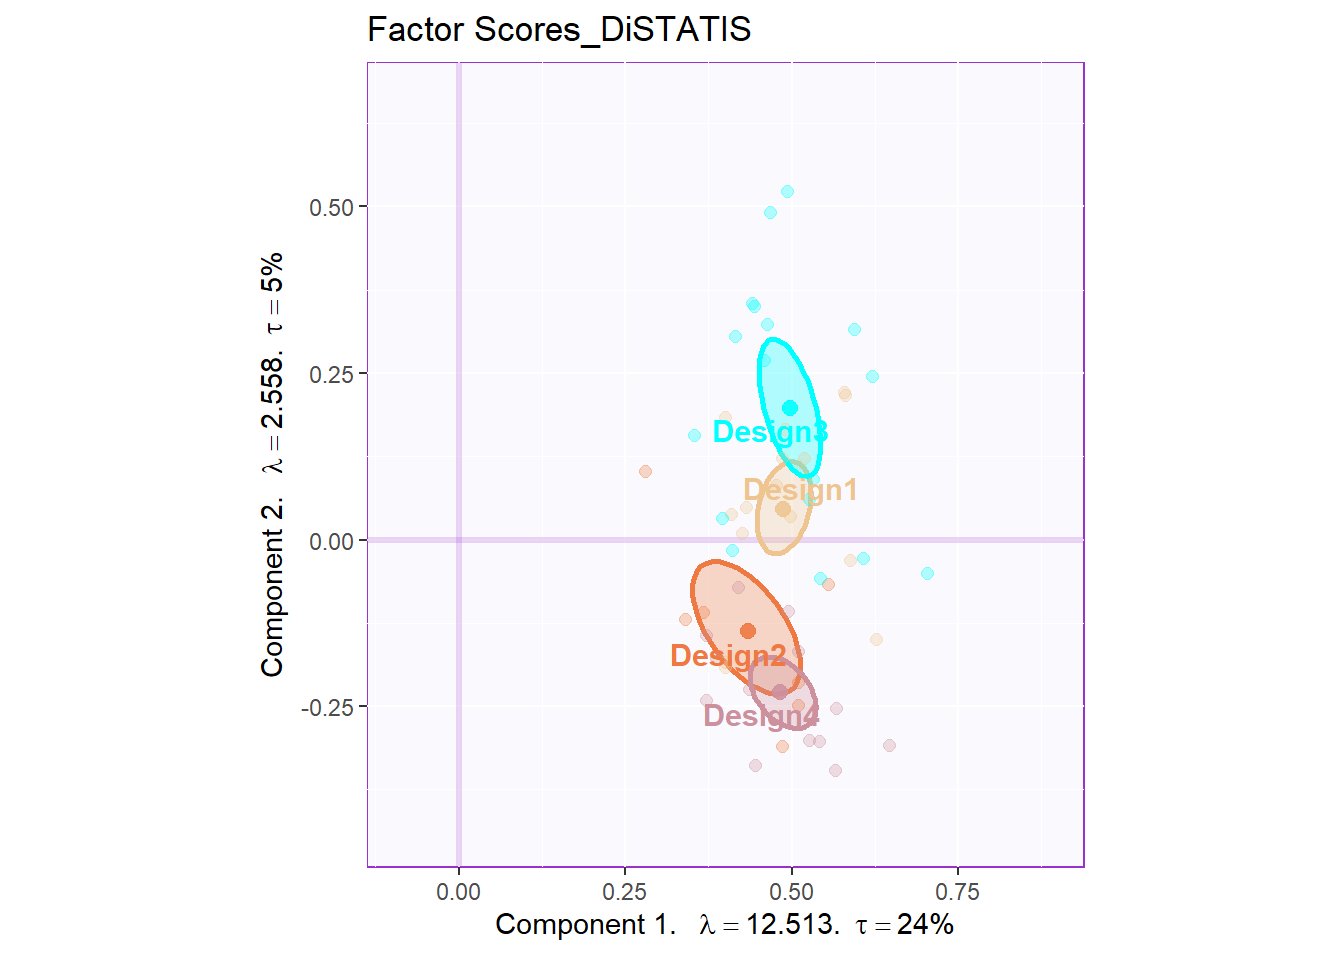 Factor Scores_DiSTATIS
Component 2. λ = 2.558. τ = 5%
0.50
0.25
0.00
-0.25
Design3
Design1
Design2
Design4
0.00 0.25 0.50 0.75
Component 1. λ = 12.513. τ = 24%